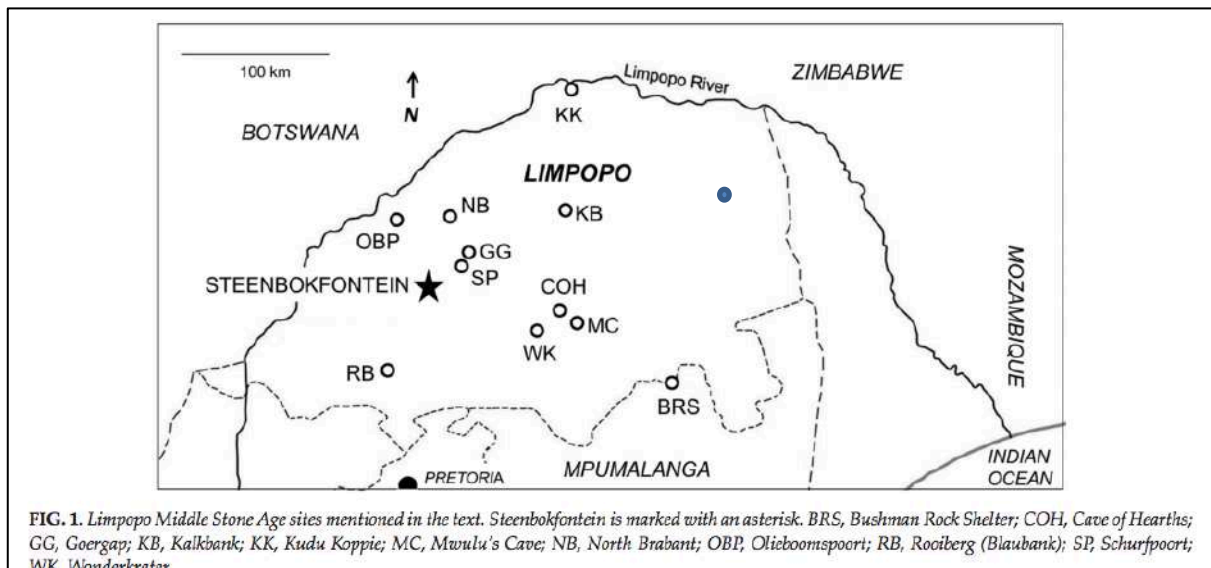 100 km
N
Limpopo River
ZIMBABWE
BOTSWANA
KK
LIMPOPO
NB
KB
OBP
GG
SP
STEENBOKFONTEIN
COH
MC
WK
MOZAMBIQUE
RB
BRS
INDIAN
OCEAN
PRETORIA
MPUMALANGA
FIG. 1. Limpopo Middle Stone Age sites mentioned in the text. Steenbokfontein is marked with an asterisk. BRS, Bushman Rock Shelter; COH, Cave of Hearths;
GG, Goergap; KB, Kalkbank; KK, Kudu Koppie; MC, Mwulu's Cave; NB, North Brabant; OBP, Olieboomspoort; RB, Rooiberg (Blaubank); SP, Schurfpoort;
WK, Wonderkrater